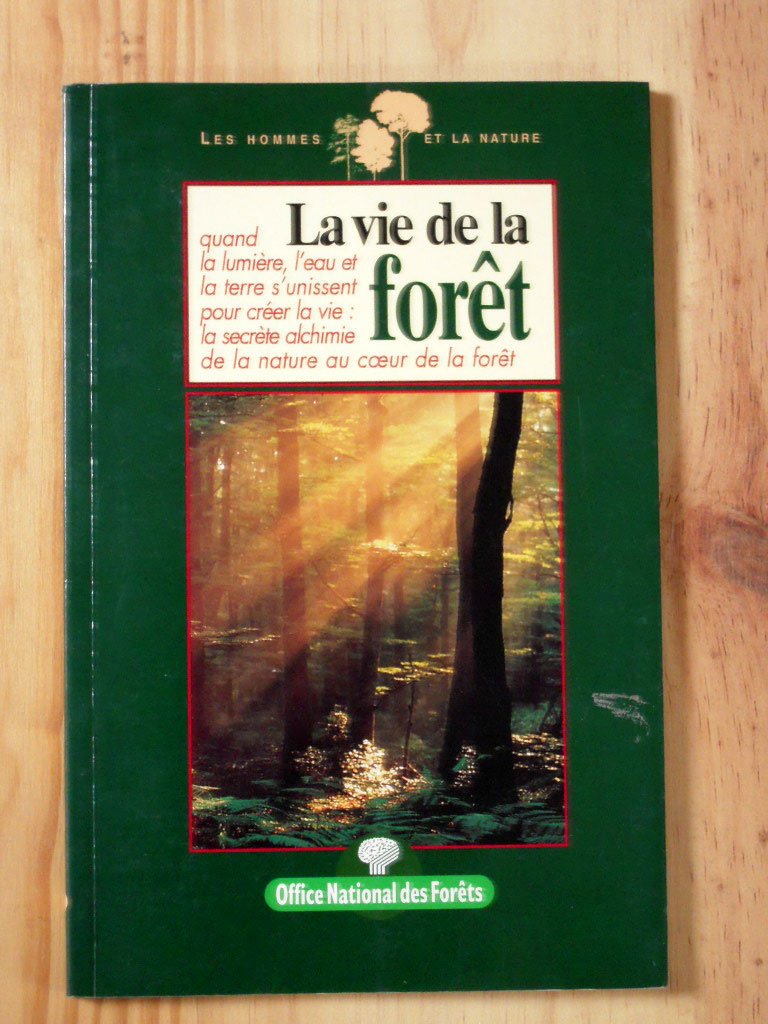 LES HOMMES ET LA NATURE
La vie de la
forêt
quand
la lumière, l'eau et
la terre s'unissent
pour créer la vie :
la secrète alchimie
de la nature au cœur de la forêt
Office National des Forêts